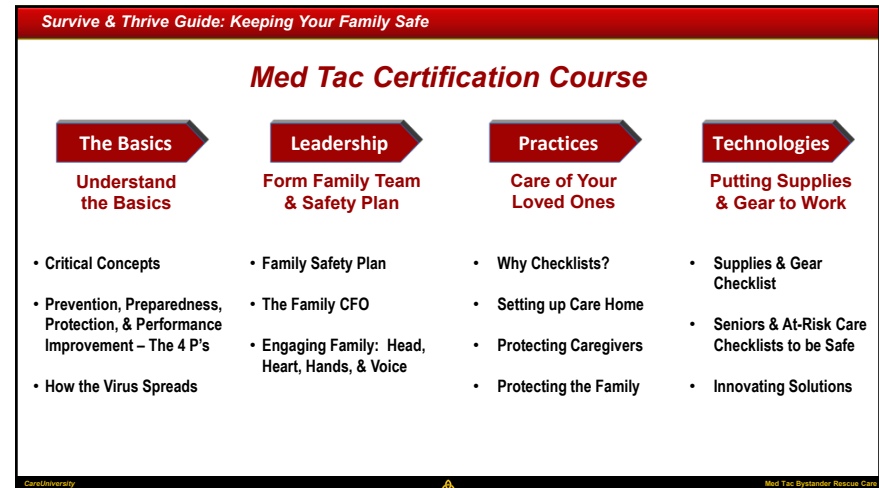 Survive & Thrive Guide: Keeping Your Family Safe
Med Tac Certification Course
The Basics
Understand
the Basics
• Critical Concepts
• Prevention, Preparedness,
Protection, & Performance
Improvement – The 4 P's
• How the Virus Spreads
Leadership
Form Family Team
& Safety Plan
• Family Safety Plan
• The Family CFO
• Engaging Family: Head,
Heart, Hands, & Voice
Practices
Care of Your
Loved Ones
• Why Checklists?
• Setting up Care Home
• Protecting Caregivers
• Protecting the Family
Technologies
Putting Supplies
& Gear to Work
• Supplies & Gear
Checklist
• Seniors & At-Risk Care
Checklists to be Safe
• Innovating Solutions
CareUniversity
Med Tac Bystander Rescue Care